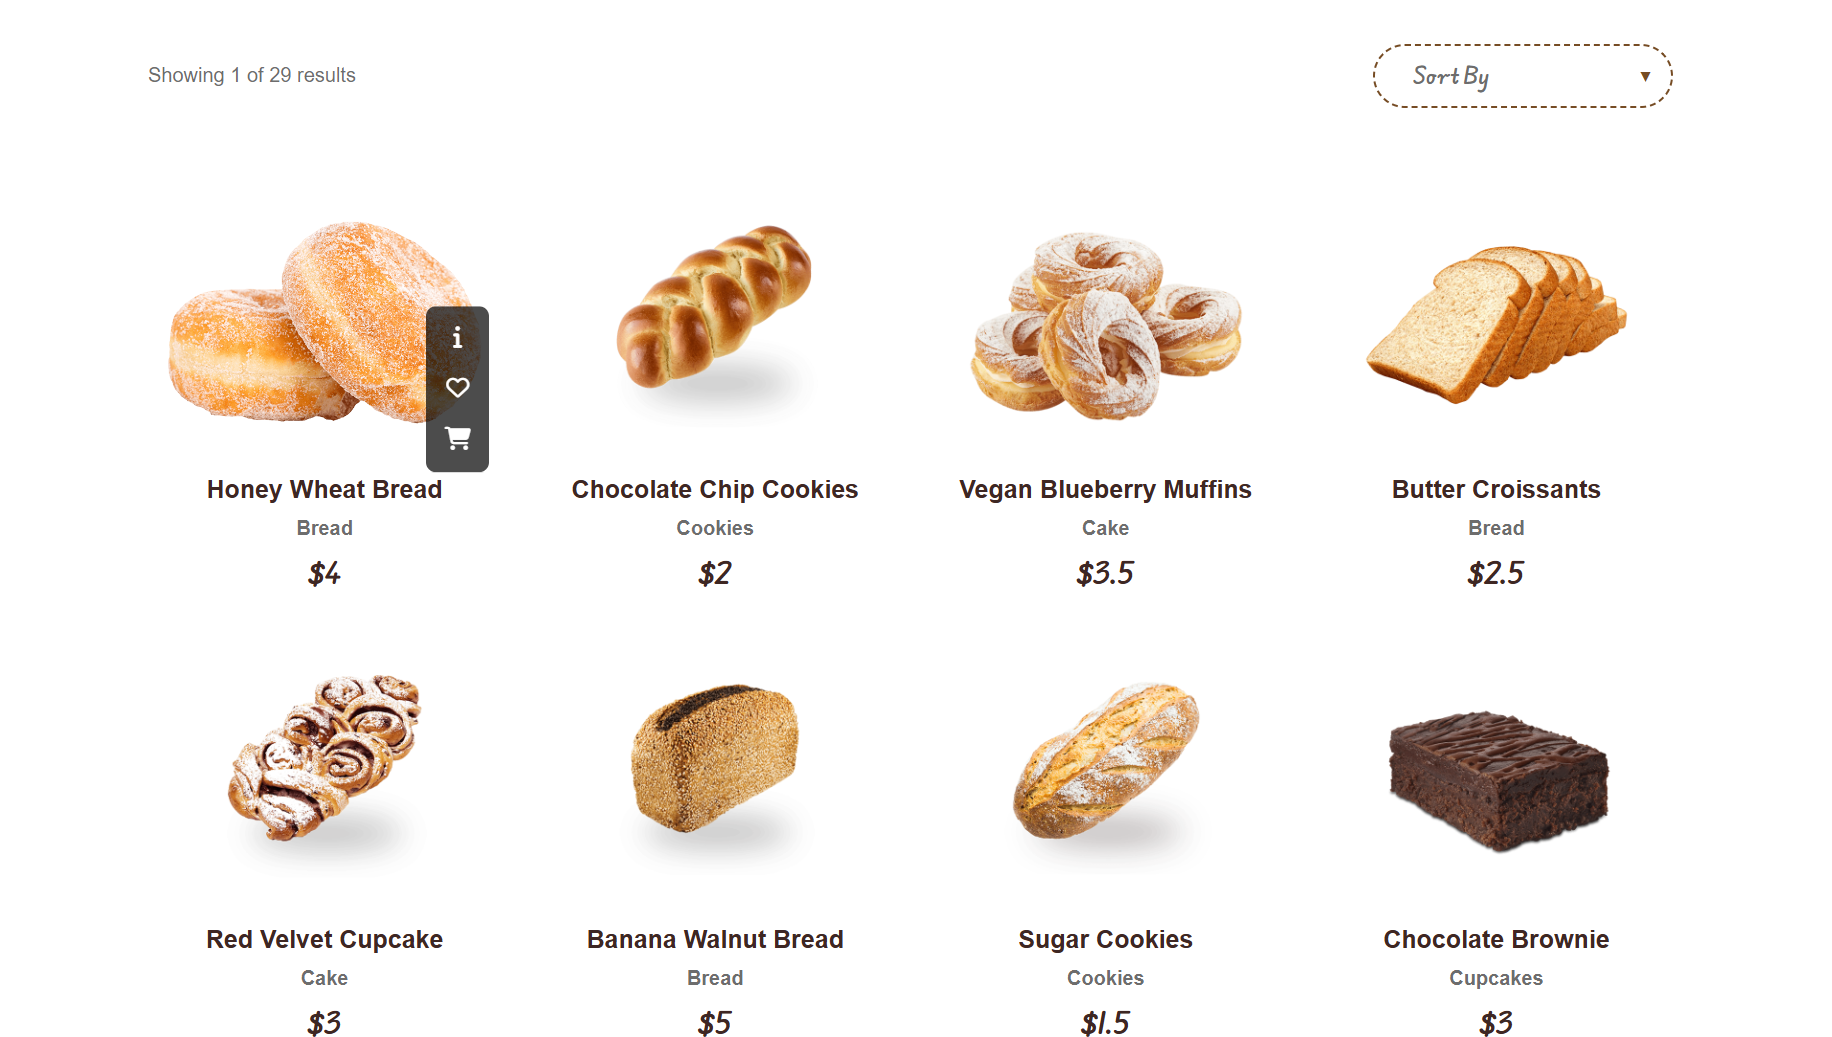 Showing 1 of 29 results
Sort By
Honey Wheat Bread
Bread
$4
Chocolate Chip Cookies
Cookies
$2
Vegan Blueberry Muffins
Cake
$3.5
Butter Croissants
Bread
$2.5
Red Velvet Cupcake
Cake
$3
Banana Walnut Bread
Bread
$5
Sugar Cookies
Cookies
$1.5
Chocolate Brownie
Cupcakes
$3